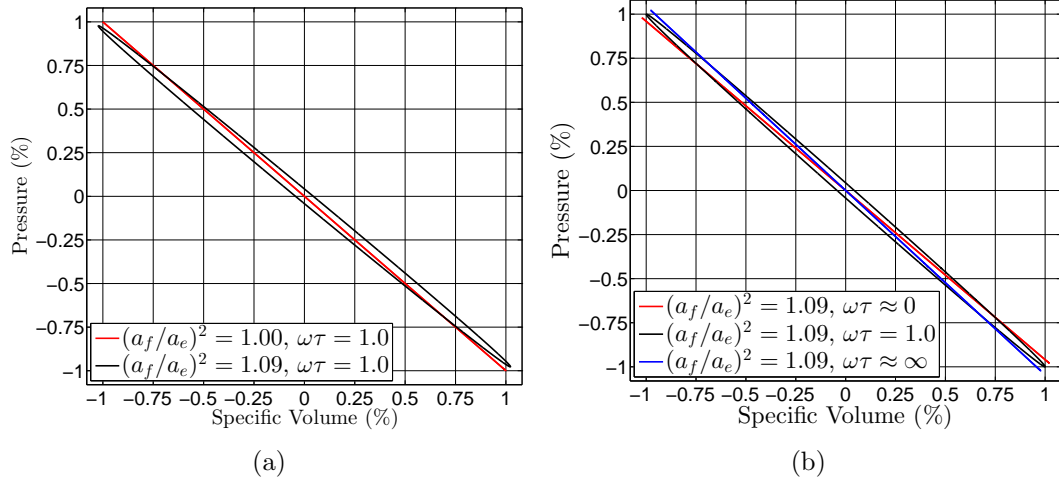 1
0.75
0.5
0.25
0
−0.25
−0.5
−0.75
−1
Pressure (%)
(a_f/a_e)² = 1.00, ωτ = 1.0
(a_f/a_e)² = 1.09, ωτ = 1.0
−1 −0.75 −0.5 −0.25 0 0.25 0.5 0.75 1
Specific Volume (%)
(a)
1
0.75
0.5
0.25
0
−0.25
−0.5
−0.75
−1
Pressure (%)
(a_f/a_e)² = 1.09, ωτ ≈ 0
(a_f/a_e)² = 1.09, ωτ = 1.0
(a_f/a_e)² = 1.09, ωτ ≈ ∞
−1 −0.75 −0.5 −0.25 0 0.25 0.5 0.75 1
Specific Volume (%)
(b)